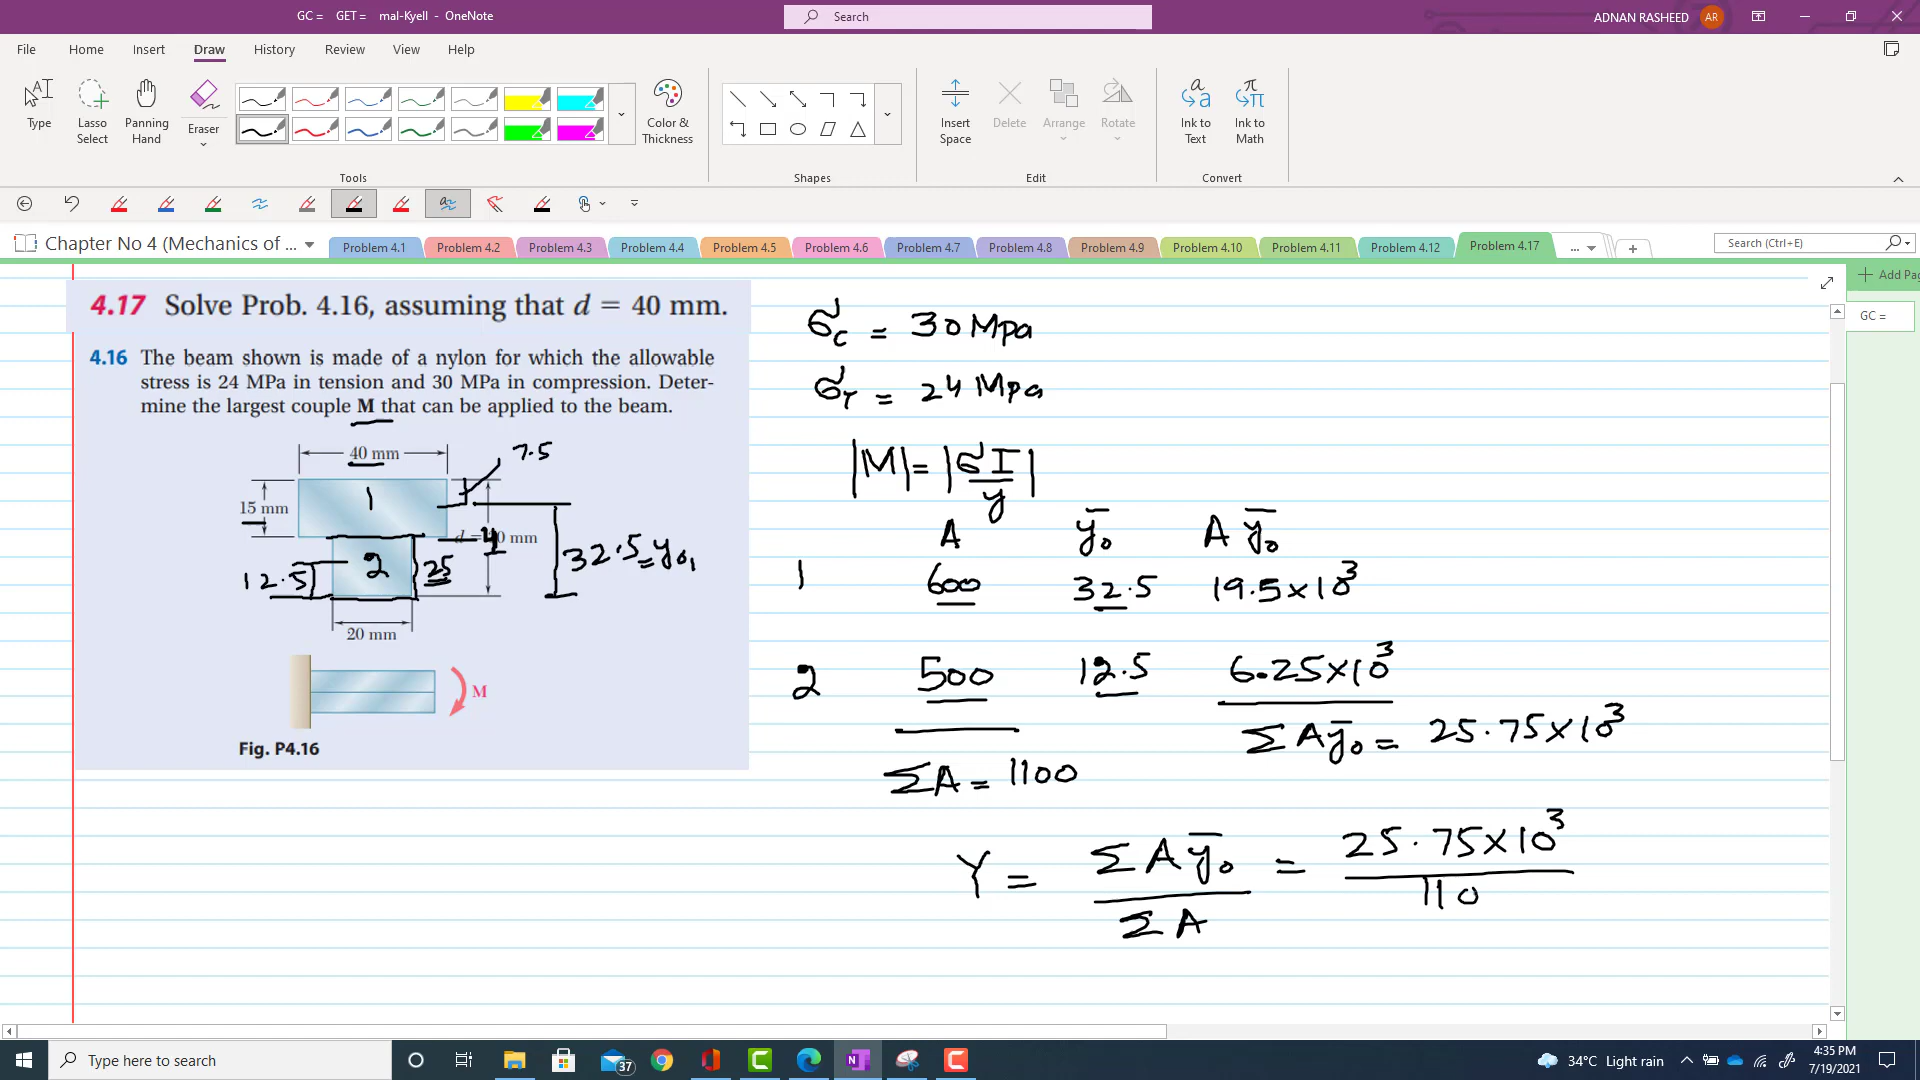 GC = GET = mal-Kyell - OneNote
Search
ADNAN RASHEED AR
File Home Insert Draw History Review View Help
Type
Lasso Select
Panning Hand
Eraser
Color & Thickness
Insert Space
Delete
Arrange
Rotate
Ink to Text
Ink to Math
Tools Shapes Edit Convert
Chapter No 4 (Mechanics of ...
Problem 4.1 Problem 4.2 Problem 4.3 Problem 4.4 Problem 4.5 Problem 4.6 Problem 4.7 Problem 4.8 Problem 4.9 Problem 4.10 Problem 4.11 Problem 4.12 Problem 4.17 ...
Search (Ctrl+E)
Add Pag
GC =
4.17 Solve Prob. 4.16, assuming that d = 40 mm.
4.16 The beam shown is made of a nylon for which the allowable
stress is 24 MPa in tension and 30 MPa in compression. Deter-
mine the largest couple M that can be applied to the beam.
40 mm
7.5
1
15 mm
d = 40 mm
32.5 = y01
2
25
12.5
20 mm
M
Fig. P4.16
σC = 30 Mpa
σT = 24 Mpa
|M| = |σI/y|
A ȳ0 A ȳ0
1 600 32.5 19.5×10³
2 500 12.5 6.25×10³
ΣAȳ0 = 25.75×10³
ΣA = 1100
Y = ΣAȳ0/ΣA = 25.75×10³/110
Type here to search
37
34°C Light rain
4:35 PM
7/19/2021